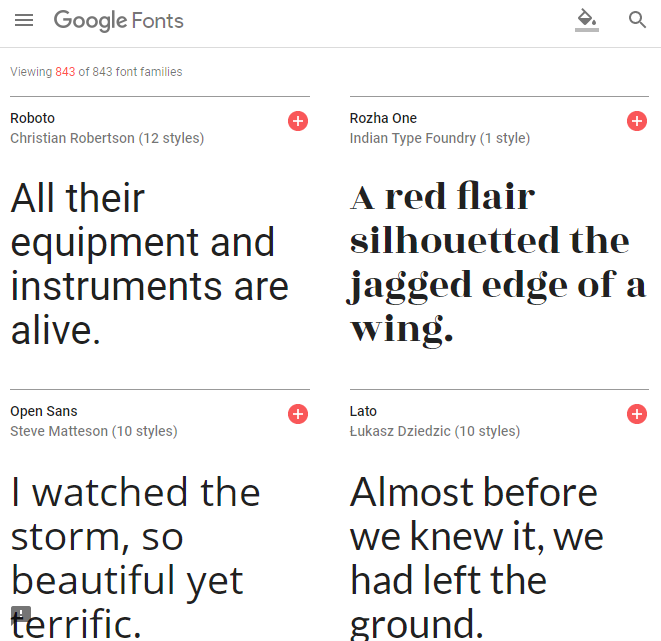 Google Fonts
Viewing 843 of 843 font families
Roboto
Christian Robertson (12 styles)
All their
equipment and
instruments are
alive.
Rozha One
Indian Type Foundry (1 style)
A red flair
silhouetted the
jagged edge of a
wing.
Open Sans
Steve Matteson (10 styles)
I watched the
storm, so
beautiful yet
terrific.
Lato
Łukasz Dziedzic (10 styles)
Almost before
we knew it, we
had left the
ground.